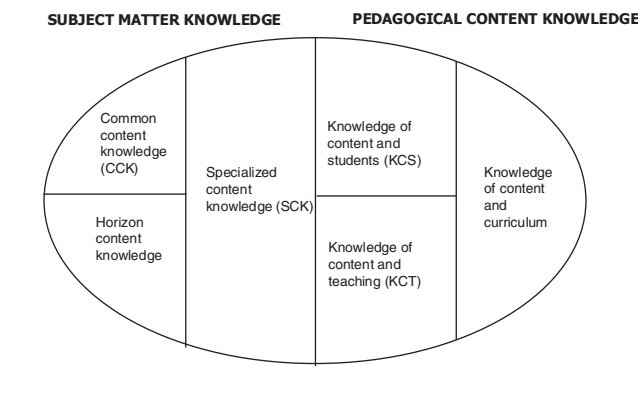 SUBJECT MATTER KNOWLEDGE
PEDAGOGICAL CONTENT KNOWLEDGE
Common
content
knowledge
(CCK)
Horizon
content
knowledge
Specialized
content
knowledge (SCK)
Knowledge of
content and
students (KCS)
Knowledge of
content and
teaching (KCT)
Knowledge
of content
and
curriculum